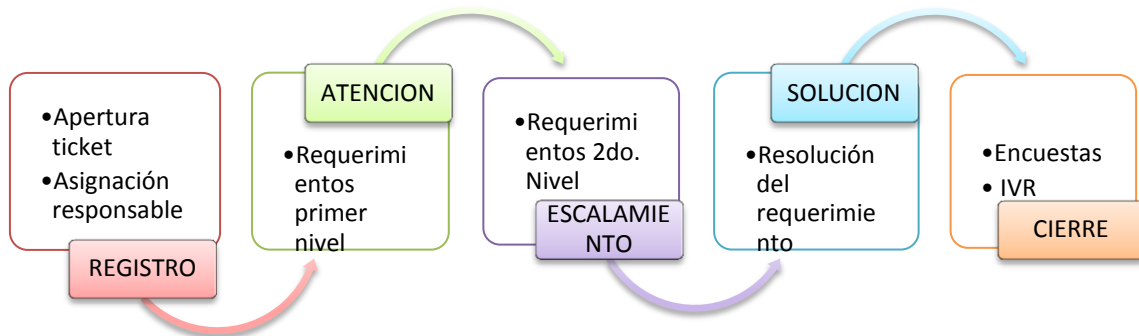 •Apertura
ticket
•Asignación
responsable
REGISTRO
ATENCION
•Requerimi
entos
primer
nivel
•Requerimi
entos 2do.
Nivel
ESCALAMIE
NTO
SOLUCION
•Resolución
del
requerimie
nto
•Encuestas
• IVR
CIERRE